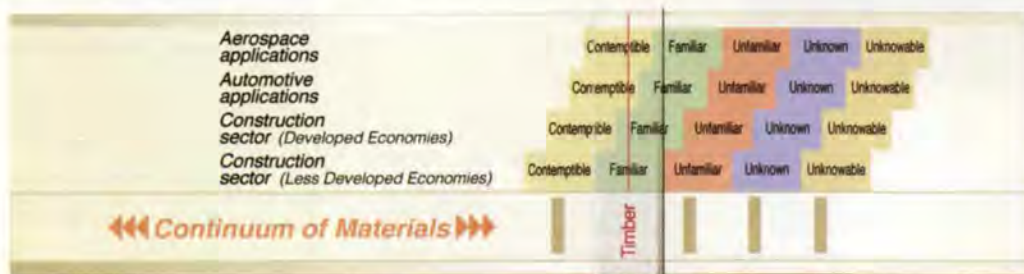 Aerospace
applications
Contemptible Familiar Unfamiliar Unknown Unknowable
Automotive
applications
Contemptible Familiar Unfamiliar Unknown Unknowable
Construction
sector (Developed Economies)
Contemptible Familiar Unfamiliar Unknown Unknowable
Construction
sector (Less Developed Economies)
Contemptible Familiar Unfamiliar Unknown Unknowable
Continuum of Materials
Timber